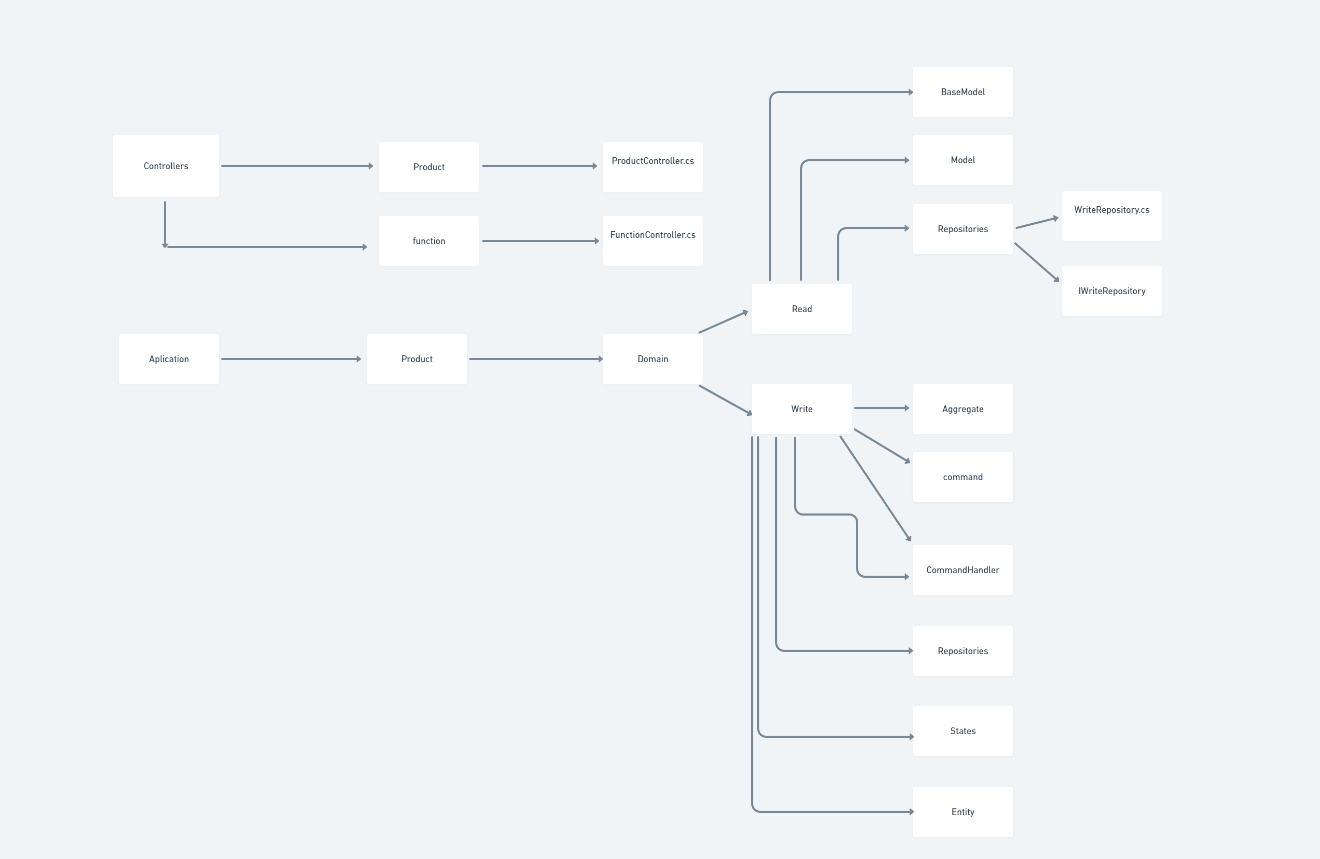 BaseModel
Controllers
Product
ProductController.cs
Model
function
FunctionController.cs
Repositories
WriteRepository.cs
IWriteRepository
Read
Aplication
Product
Domain
Write
Aggregate
command
CommandHandler
Repositories
States
Entity